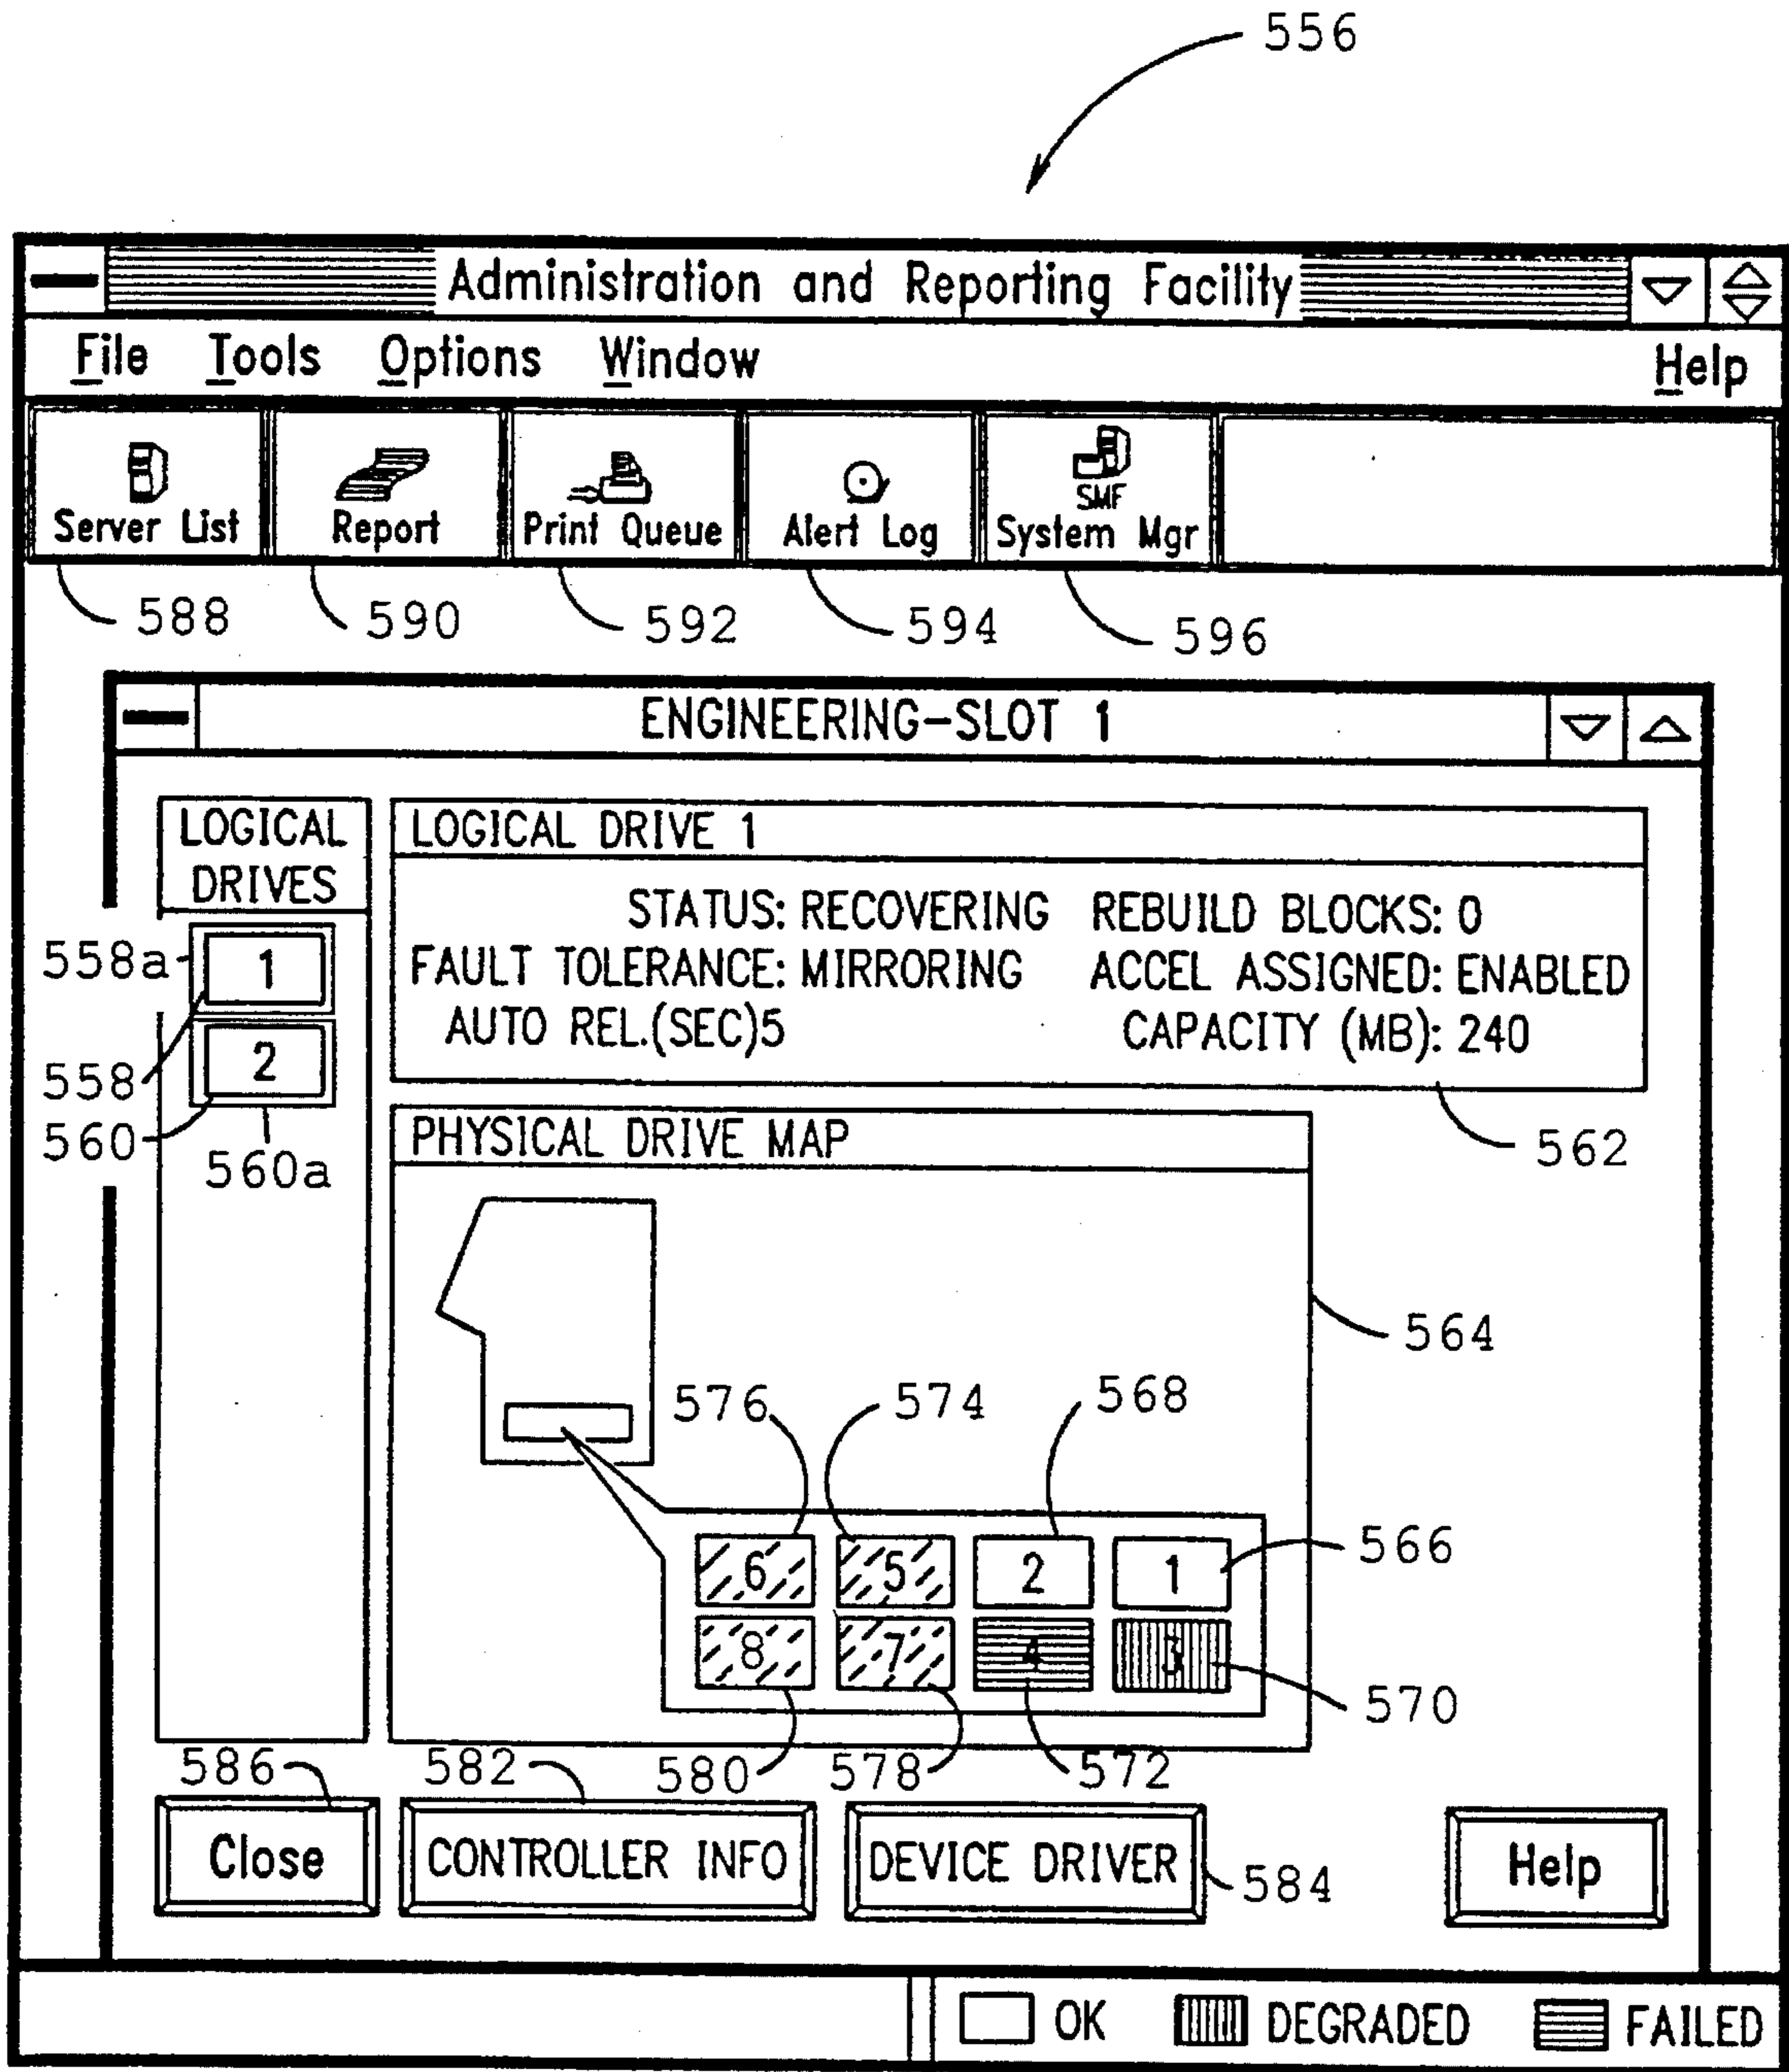 556
Administration and Reporting Facility
File Tools Options Window Help
SMF
Server List Report Print Queue Alert Log System Mgr
588 590 592 594 596
ENGINEERING-SLOT 1
LOGICAL DRIVES
558a
1
558
2
560
560a
LOGICAL DRIVE 1
STATUS: RECOVERING REBUILD BLOCKS: 0
FAULT TOLERANCE: MIRRORING ACCEL ASSIGNED: ENABLED
AUTO REL.(SEC)5 CAPACITY (MB): 240
562
PHYSICAL DRIVE MAP
564
576 574 568
6 5 2 1
566
8 7 4 3
570
580 578 572
586 582
Close CONTROLLER INFO DEVICE DRIVER Help
584
OK DEGRADED FAILED